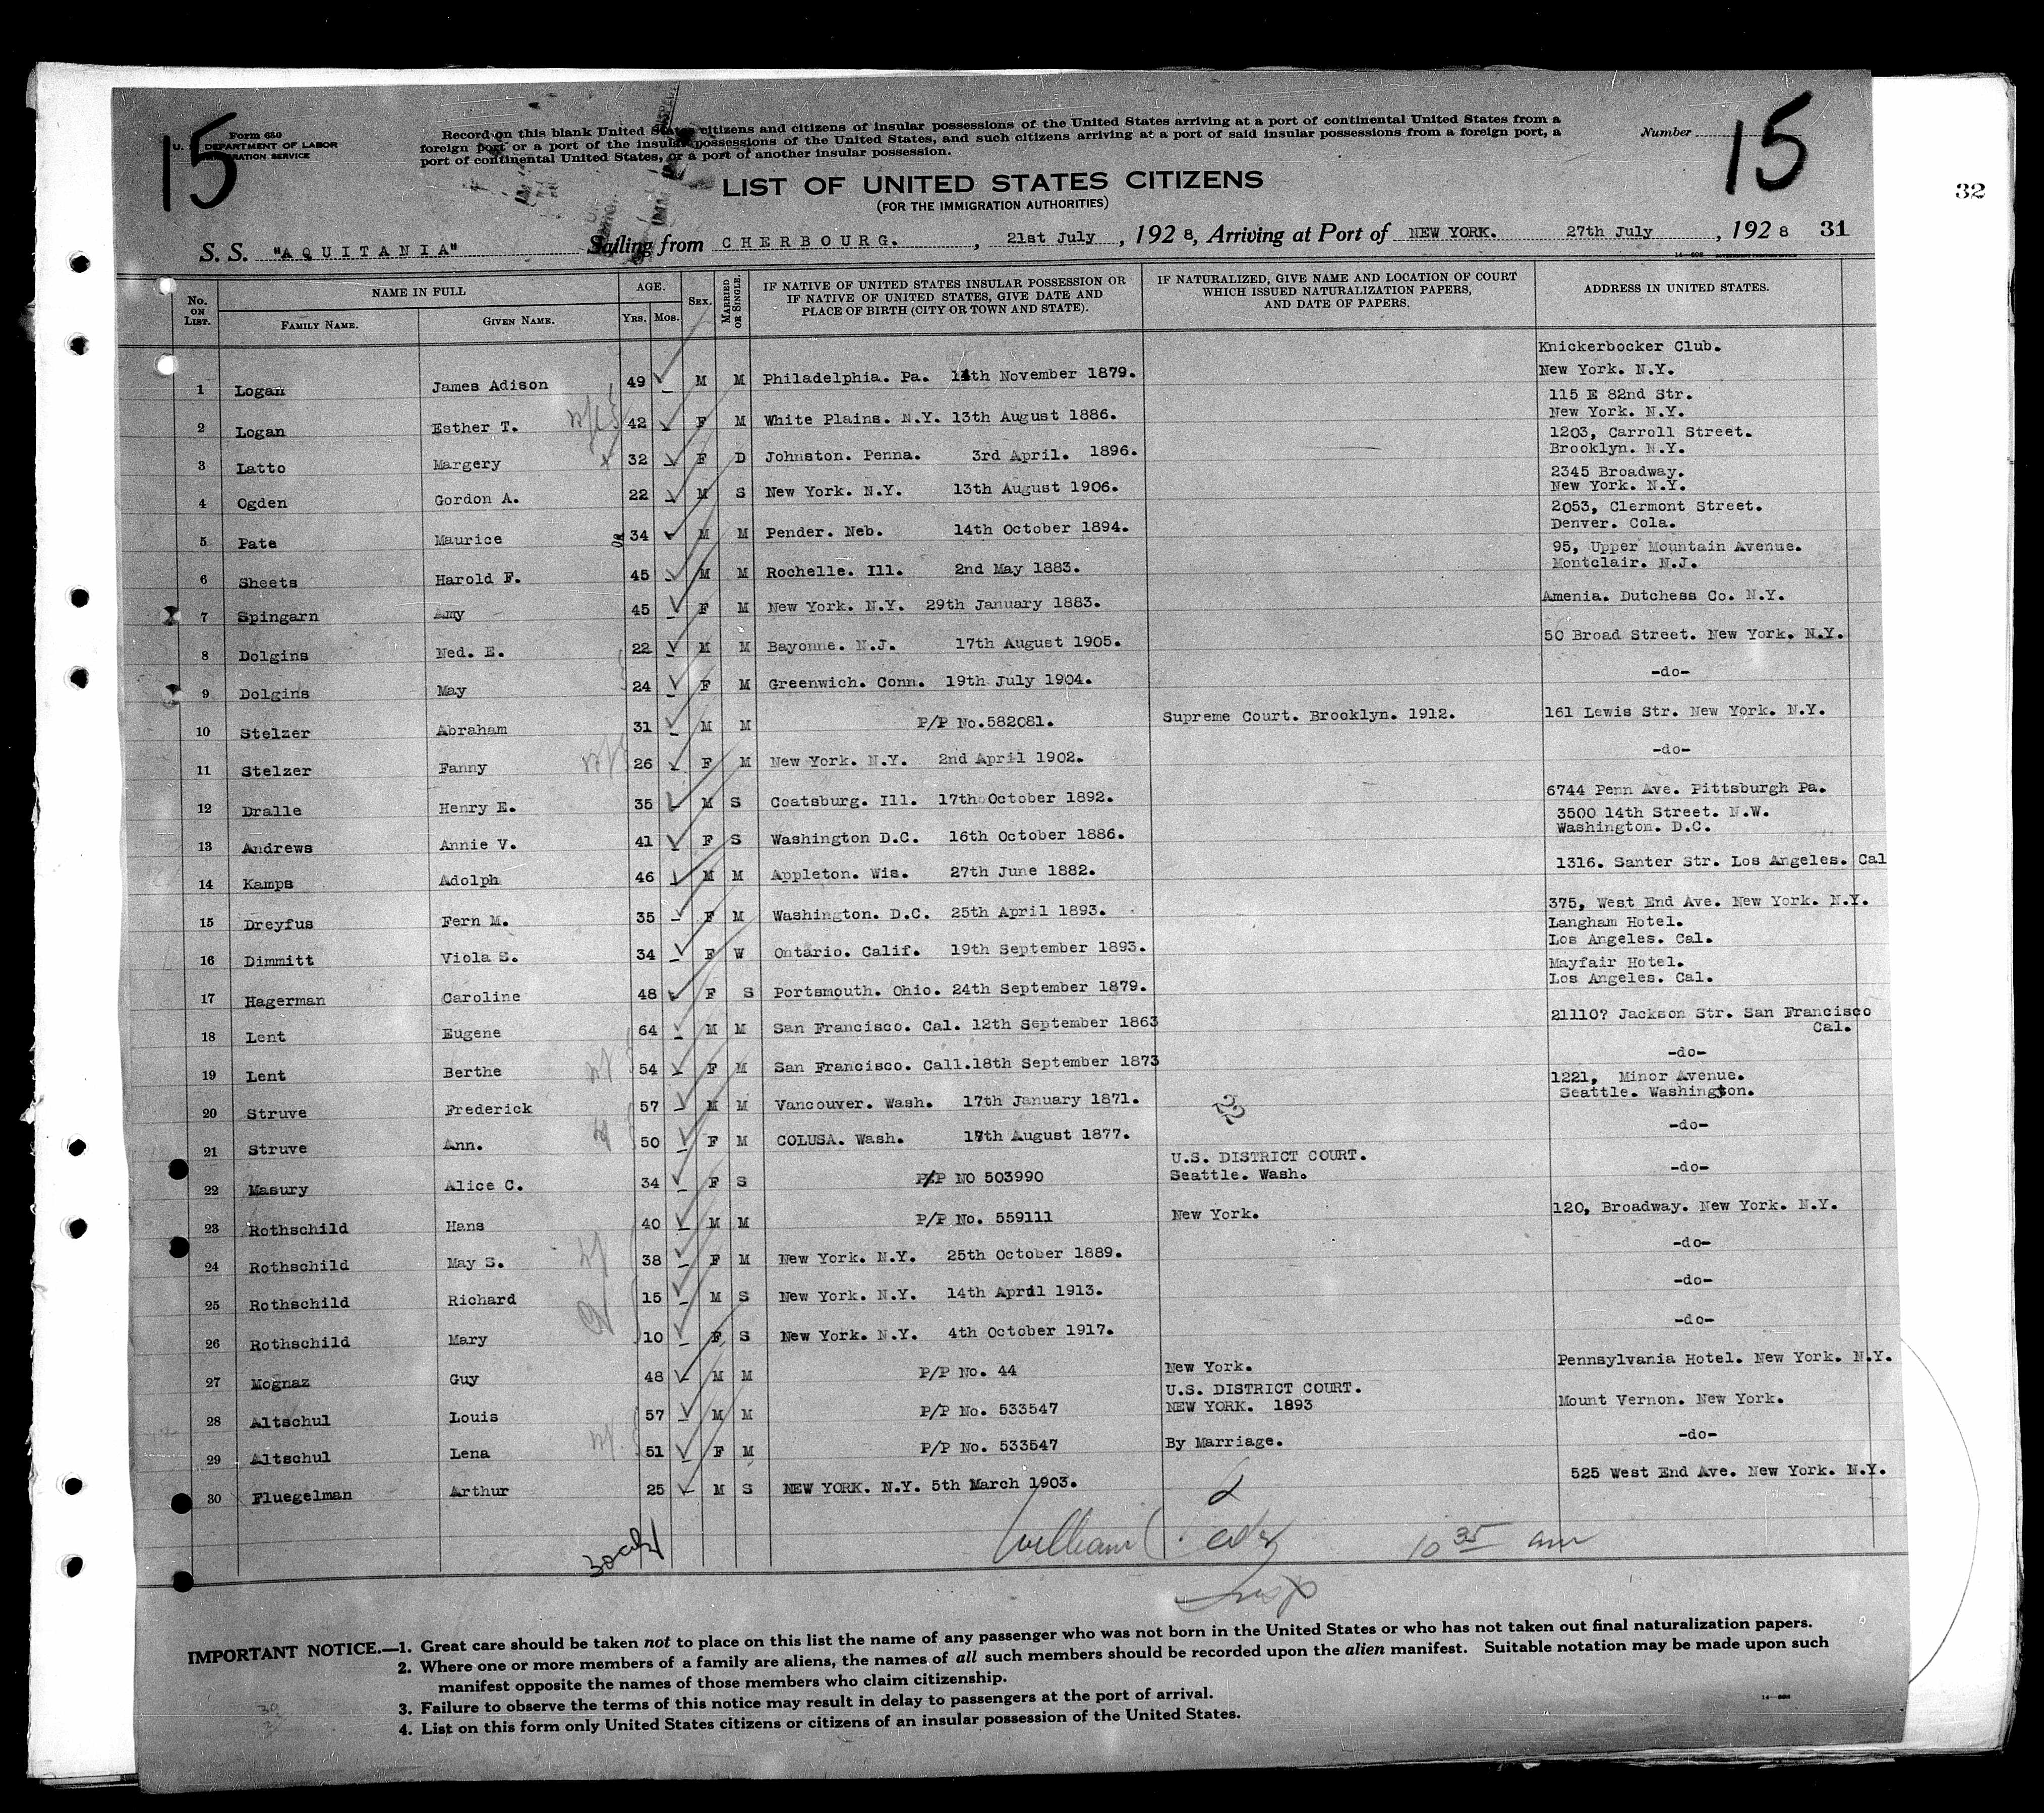 15
Form 680
U. S. DEPARTMENT OF LABOR
IMMIGRATION SERVICE
Record on this blank United States citizens and citizens of insular possessions of the United States arriving at a port of continental United States from a
foreign port or a port of the insular possessions of the United States, and such citizens arriving at a port of said insular possessions from a foreign port, a
port of continental United States, or a port of another insular possession.
Number
15
32
LIST OF UNITED STATES CITIZENS
(FOR THE IMMIGRATION AUTHORITIES)
S. S. "AQUITANIA" Sailing from CHERBOURG. , 21st July , 1928, Arriving at Port of NEW YORK. 27th July , 1928 31
No. ON LIST. NAME IN FULL FAMILY NAME. GIVEN NAME. AGE. YRS. MOS. SEX. MARRIED OR SINGLE. IF NATIVE OF UNITED STATES INSULAR POSSESSION OR IF NATIVE OF UNITED STATES, GIVE DATE AND PLACE OF BIRTH (CITY OR TOWN AND STATE). IF NATURALIZED, GIVE NAME AND LOCATION OF COURT WHICH ISSUED NATURALIZATION PAPERS, AND DATE OF PAPERS. ADDRESS IN UNITED STATES.
1 Logan James Adison 49 - M M Philadelphia. Pa. 14th November 1879. Knickerbocker Club. New York. N.Y.
2 Logan Esther T. 42 - F M White Plains. N.Y. 13th August 1886. 115 E 82nd Str. New York. N.Y.
3 Latto Margery x 32 - F D Johnston. Penna. 3rd April. 1896. 1203, Carroll Street. Brooklyn. N.Y.
4 Ogden Gordon A. 22 - M S New York. N.Y. 13th August 1906. 2345 Broadway. New York. N.Y.
5 Pate Maurice 34 - M M Pender. Neb. 14th October 1894. 2053, Clermont Street. Denver. Cola.
6 Sheets Harold F. 45 - M M Rochelle. Ill. 2nd May 1883. 95, Upper Mountain Avenue. Montclair. N.J.
7 Spingarn Amy 45 - F M New York. N.Y. 29th January 1883. Amenia. Dutchess Co. N.Y.
8 Dolgins Ned. E. 22 - M M Bayonne. N.J. 17th August 1905. 50 Broad Street. New York. N.Y.
9 Dolgins May 24 - F M Greenwich. Conn. 19th July 1904. -do-
10 Stelzer Abraham 31 - M M P/P No.582081. Supreme Court. Brooklyn. 1912. 161 Lewis Str. New York. N.Y.
11 Stelzer Fanny 26 - F M New York. N.Y. 2nd April 1902. -do-
12 Dralle Henry E. 35 - M S Coatsburg. Ill. 17th October 1892. 6744 Penn Ave. Pittsburgh Pa.
13 Andrews Annie V. 41 - F S Washington D.C. 16th October 1886. 3500 14th Street. N.W. Washington. D.C.
14 Kamps Adolph 46 - M M Appleton. Wis. 27th June 1882. 1316. Santer Str. Los Angeles. Cal
15 Dreyfus Fern M. 35 - F M Washington. D.C. 25th April 1893. 375, West End Ave. New York. N.Y.
16 Dimmitt Viola S. 34 - F W Ontario. Calif. 19th September 1893. Langham Hotel. Los Angeles. Cal.
17 Hagerman Caroline 48 - F S Portsmouth. Ohio. 24th September 1879. Mayfair Hotel. Los Angeles. Cal.
18 Lent Eugene 64 - M M San Francisco. Cal. 12th September 1863 21110? Jackson Str. San Francisco Cal.
19 Lent Berthe 54 - F M San Francisco. Call.18th September 1873 -do-
20 Struve Frederick 57 - M M Vancouver. Wash. 17th January 1871. 1221, Minor Avenue. Seattle. Washington.
22
21 Struve Ann. 50 - F M COLUSA. Wash. 17th August 1877. -do-
22 Masury Alice C. 34 - F S P/P NO 503990 U.S. DISTRICT COURT. Seattle. Wash. -do-
23 Rothschild Hans 40 - M M P/P No. 559111 New York. 120, Broadway. New York. N.Y.
24 Rothschild May S. 38 - F M New York. N.Y. 25th October 1889. -do-
25 Rothschild Richard 15 - M S New York. N.Y. 14th April 1913. -do-
26 Rothschild Mary 10 - F S New York. N.Y. 4th October 1917. -do-
27 Mognaz Guy 48 - M M P/P No. 44 New York. Pennsylvania Hotel. New York. N.Y.
28 Altschul Louis 57 - M M P/P No. 533547 U.S. DISTRICT COURT. NEW YORK. 1893 Mount Vernon. New York.
29 Altschul Lena 51 - F M P/P No. 533547 By Marriage. -do-
30 Fluegelman Arthur 25 - M S NEW YORK. N.Y. 5th March 1903. 525 West End Ave. New York. N.Y.
William C. 10 35 am
Insp
IMPORTANT NOTICE.—1. Great care should be taken not to place on this list the name of any passenger who was not born in the United States or who has not taken out final naturalization papers.
2. Where one or more members of a family are aliens, the names of all such members should be recorded upon the alien manifest. Suitable notation may be made upon such
manifest opposite the names of those members who claim citizenship.
3. Failure to observe the terms of this notice may result in delay to passengers at the port of arrival.
4. List on this form only United States citizens or citizens of an insular possession of the United States.